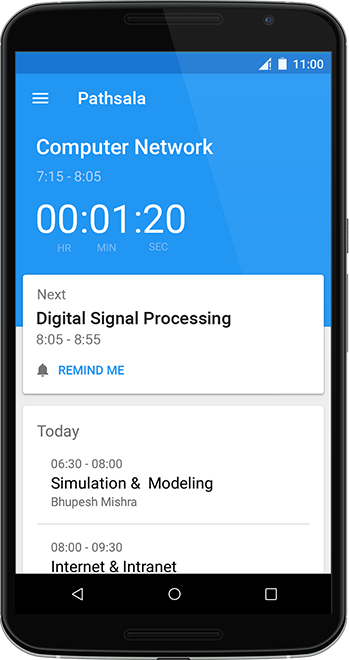 11:00
Pathsala
Computer Network
7:15 - 8:05
00:01:20
HR MIN SEC
Next
Digital Signal Processing
8:05 - 8:55
REMIND ME
Today
06:30 - 08:00
Simulation & Modeling
Bhupesh Mishra
08:00 - 09:30
Internet & Intranet